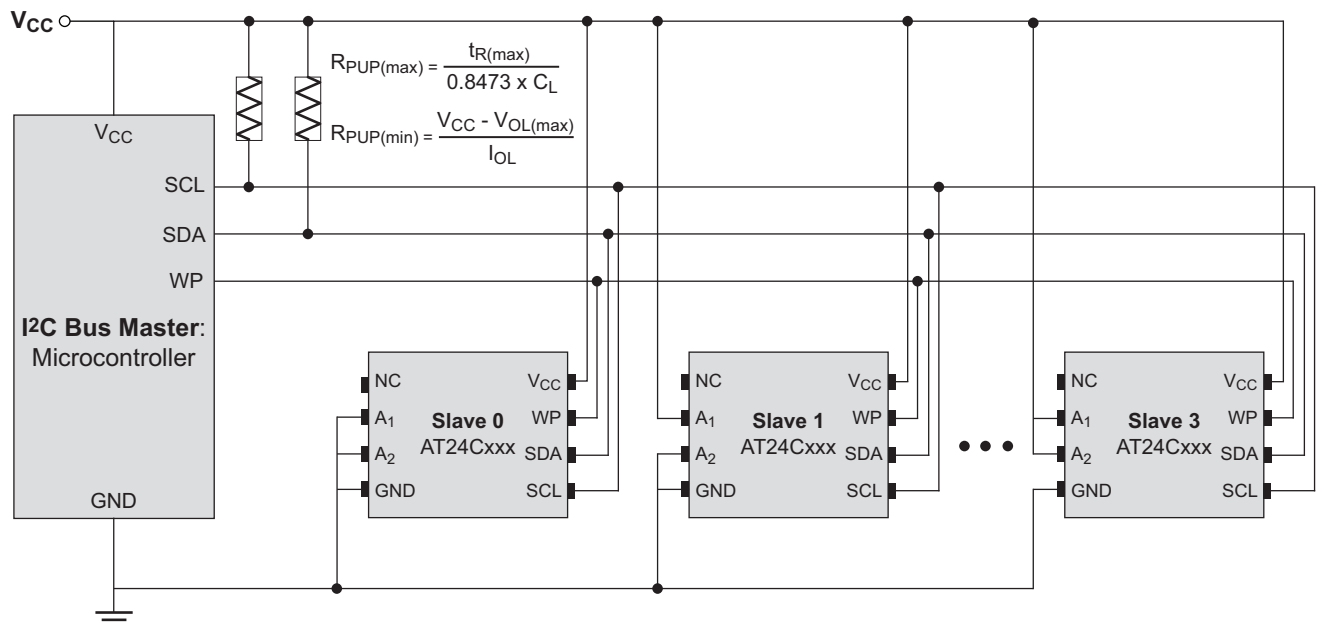 VCC
RPUP(max) = tR(max)
0.8473 x CL
RPUP(min) = VCC - VOL(max)
IOL
VCC
SCL
SDA
WP
I2C Bus Master:
Microcontroller
GND
NC
A1
A2
GND
Slave 0
AT24Cxxx
VCC
WP
SDA
SCL
NC
A1
A2
GND
Slave 1
AT24Cxxx
VCC
WP
SDA
SCL
NC
A1
A2
GND
Slave 3
AT24Cxxx
VCC
WP
SDA
SCL